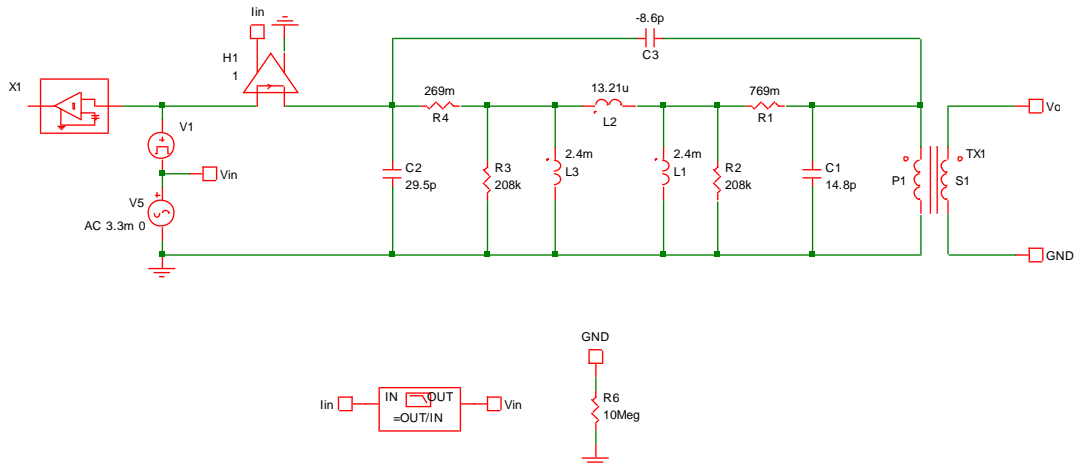 Iin
-8.6p
C3
H1
1
X1
269m
R4
13.21u
L2
769m
R1
Vo
V1
Vin
C2
29.5p
R3
208k
2.4m
L3
2.4m
L1
R2
208k
C1
14.8p
P1
S1
TX1
V5
AC 3.3m 0
GND
GND
Iin
IN OUT
=OUT/IN
Vin
R6
10Meg